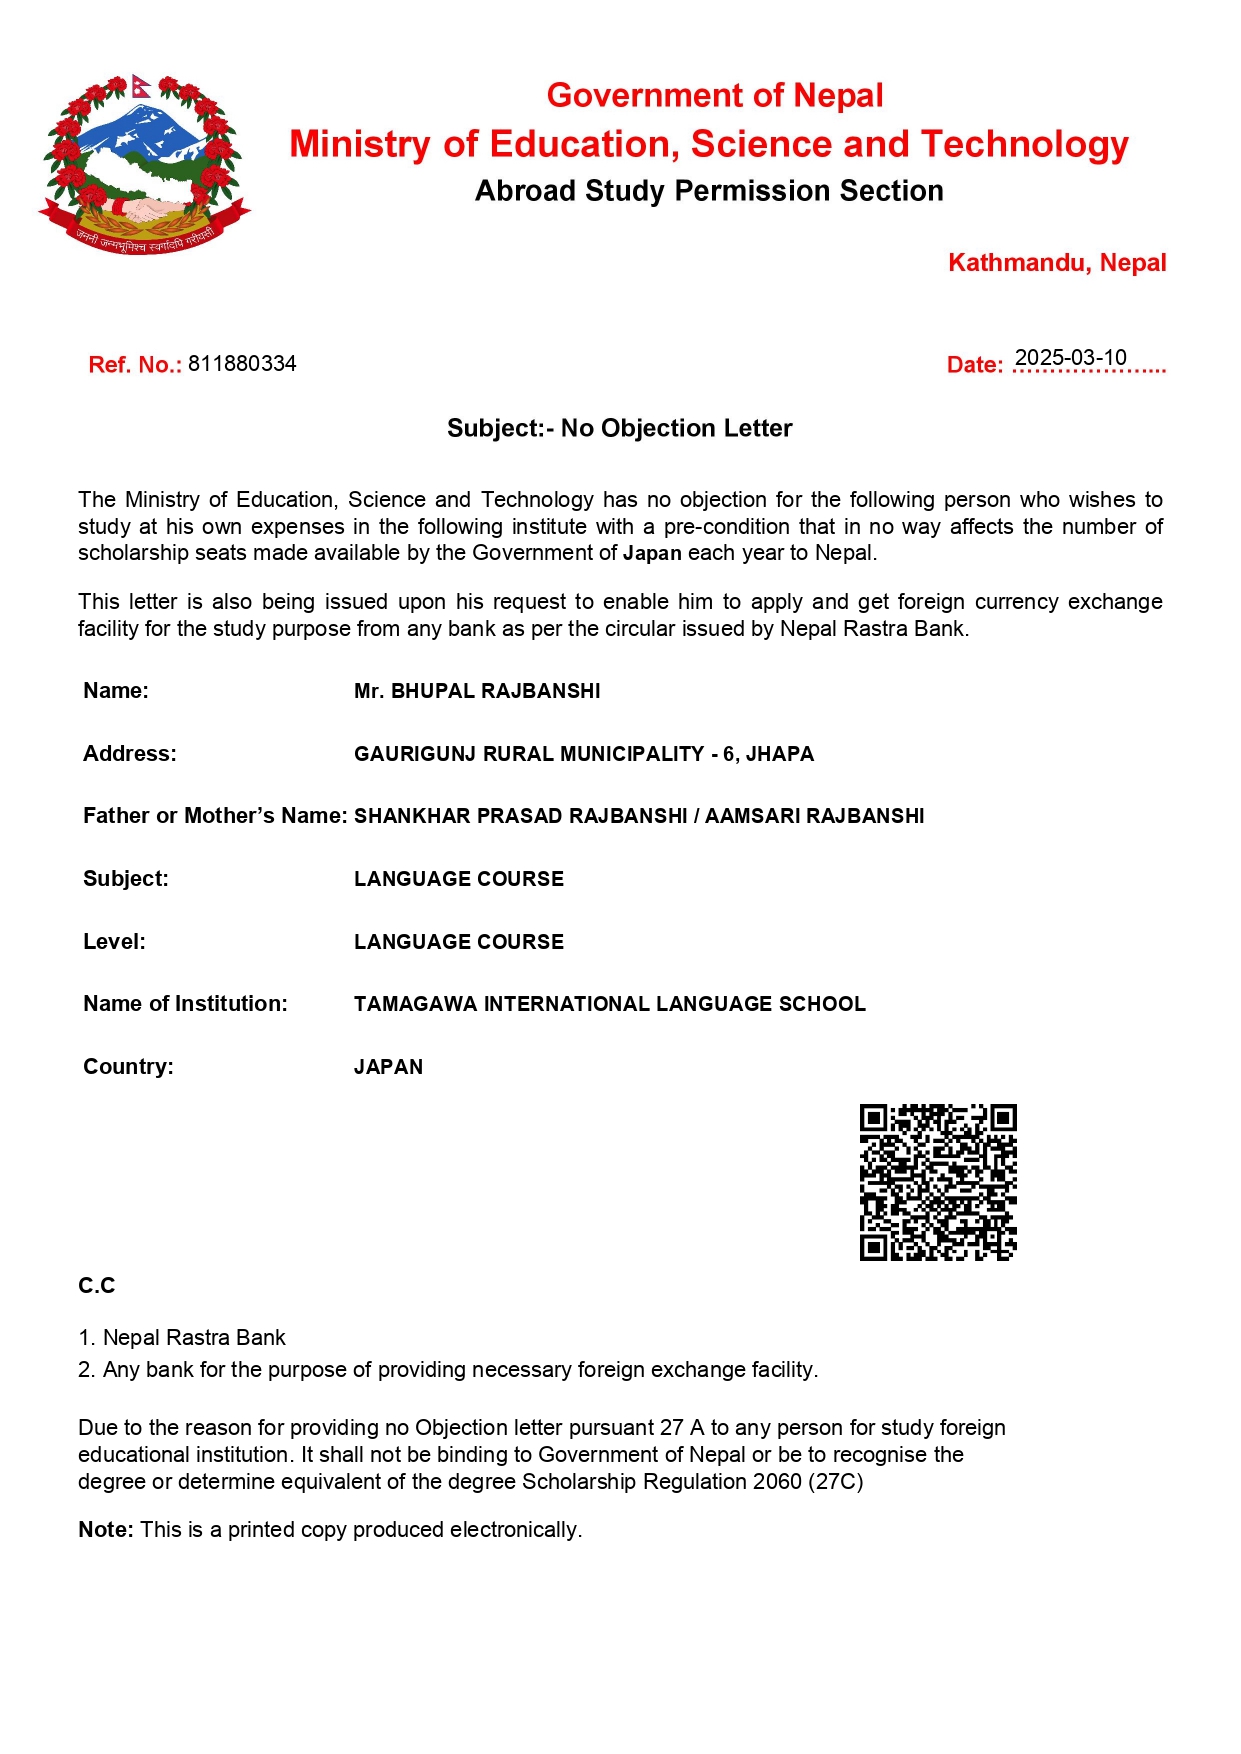 Government of Nepal
Ministry of Education, Science and Technology
Abroad Study Permission Section
जननी जन्मभूमिश्च स्वर्गादपि गरीयसी
Kathmandu, Nepal
Ref. No.: 811880334
Date: 2025-03-10
Subject:- No Objection Letter
The Ministry of Education, Science and Technology has no objection for the following person who wishes to
study at his own expenses in the following institute with a pre-condition that in no way affects the number of
scholarship seats made available by the Government of Japan each year to Nepal.
This letter is also being issued upon his request to enable him to apply and get foreign currency exchange
facility for the study purpose from any bank as per the circular issued by Nepal Rastra Bank.
Name: Mr. BHUPAL RAJBANSHI
Address: GAURIGUNJ RURAL MUNICIPALITY - 6, JHAPA
Father or Mother’s Name: SHANKHAR PRASAD RAJBANSHI / AAMSARI RAJBANSHI
Subject: LANGUAGE COURSE
Level: LANGUAGE COURSE
Name of Institution: TAMAGAWA INTERNATIONAL LANGUAGE SCHOOL
Country: JAPAN
C.C
1. Nepal Rastra Bank
2. Any bank for the purpose of providing necessary foreign exchange facility.
Due to the reason for providing no Objection letter pursuant 27 A to any person for study foreign
educational institution. It shall not be binding to Government of Nepal or be to recognise the
degree or determine equivalent of the degree Scholarship Regulation 2060 (27C)
Note: This is a printed copy produced electronically.